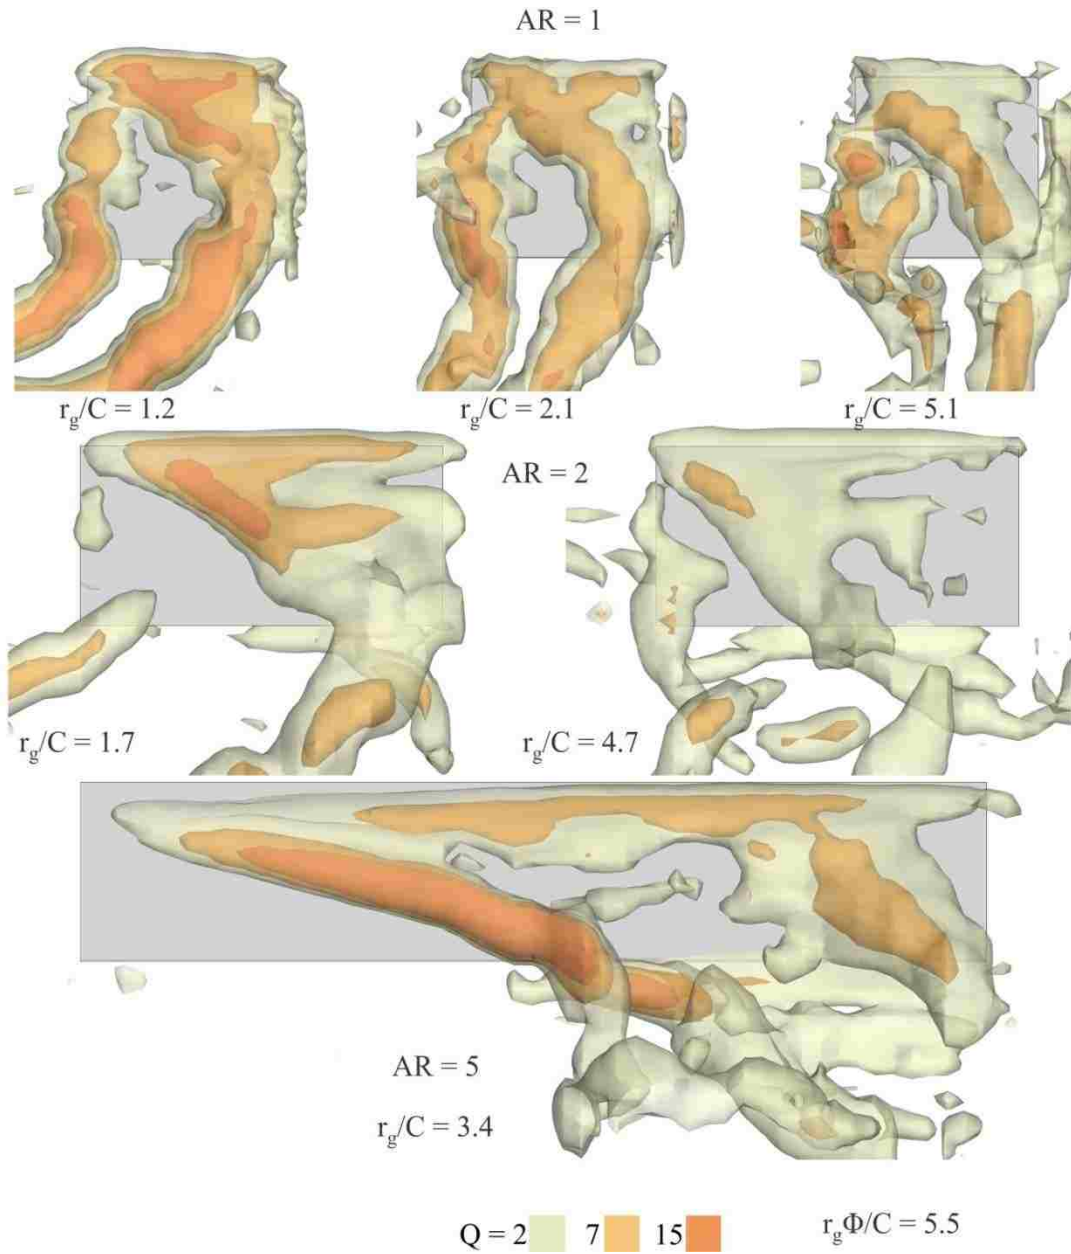 AR = 1
r_g/C = 1.2
r_g/C = 2.1
r_g/C = 5.1
AR = 2
r_g/C = 1.7
r_g/C = 4.7
AR = 5
r_g/C = 3.4
Q = 2 7 15
r_gΦ/C = 5.5